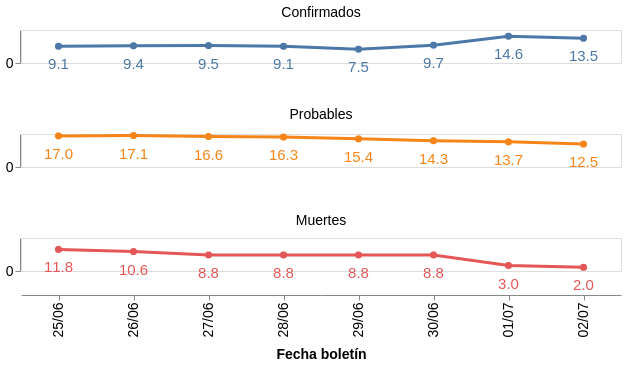 Confirmados
0
9.1 9.4 9.5 9.1 7.5 9.7 14.6 13.5
Probables
0
17.0 17.1 16.6 16.3 15.4 14.3 13.7 12.5
Muertes
0
11.8 10.6 8.8 8.8 8.8 8.8 3.0 2.0
25/06 26/06 27/06 28/06 29/06 30/06 01/07 02/07
Fecha boletín